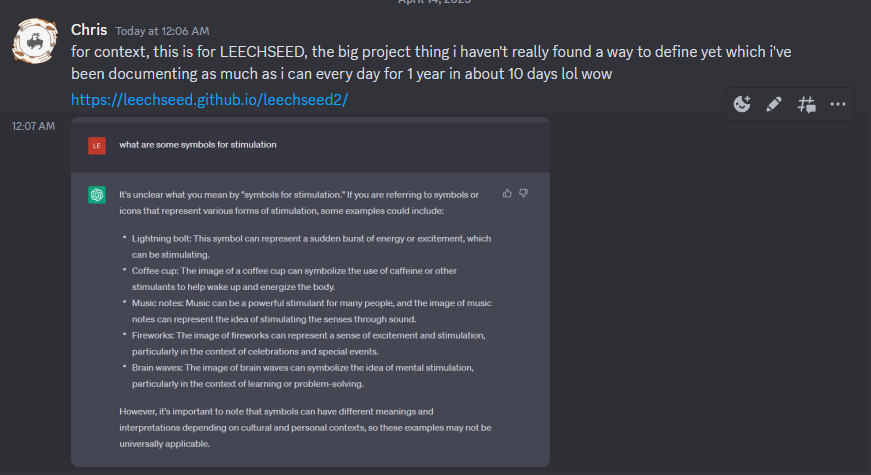 Chris Today at 12:06 AM
for context, this is for LEECHSEED, the big project thing i haven't really found a way to define yet which i've
been documenting as much as i can every day for 1 year in about 10 days lol wow
https://leechseed.github.io/leechseed2/
12:07 AM
LE what are some symbols for stimulation
It's unclear what you mean by "symbols for stimulation." If you are referring to symbols or
icons that represent various forms of stimulation, some examples could include:
• Lightning bolt: This symbol can represent a sudden burst of energy or excitement, which
can be stimulating.
• Coffee cup: The image of a coffee cup can symbolize the use of caffeine or other
stimulants to help wake up and energize the body.
• Music notes: Music can be a powerful stimulant for many people, and the image of music
notes can represent the idea of stimulating the senses through sound.
• Fireworks: The image of fireworks can represent a sense of excitement and stimulation,
particularly in the context of celebrations and special events.
• Brain waves: The image of brain waves can symbolize the idea of mental stimulation,
particularly in the context of learning or problem-solving.
However, it's important to note that symbols can have different meanings and
interpretations depending on cultural and personal contexts, so these examples may not be
universally applicable.